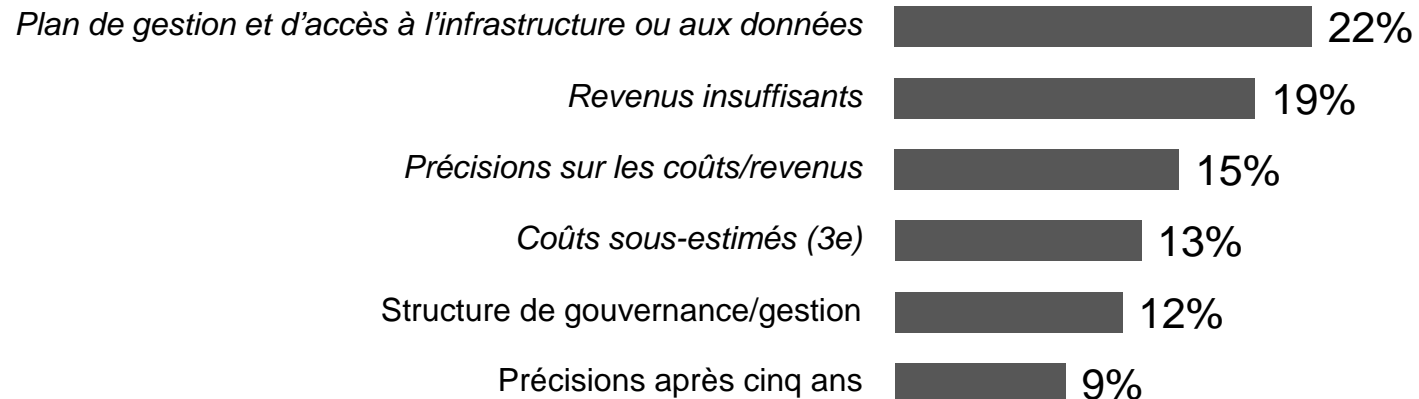 Plan de gestion et d’accès à l’infrastructure ou aux données 22%
Revenus insuffisants 19%
Précisions sur les coûts/revenus 15%
Coûts sous-estimés (3e) 13%
Structure de gouvernance/gestion 12%
Précisions après cinq ans 9%